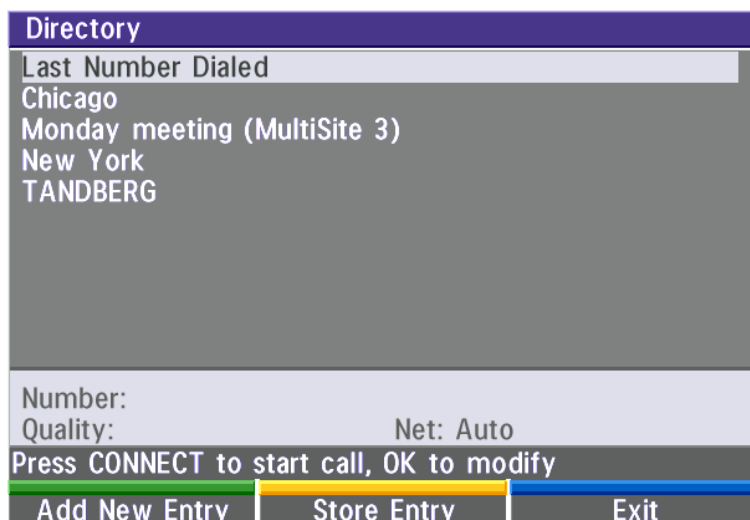 Directory
Last Number Dialed
Chicago
Monday meeting (MultiSite 3)
New York
TANDBERG
Number:
Quality: Net: Auto
Press CONNECT to start call, OK to modify
Add New Entry Store Entry Exit